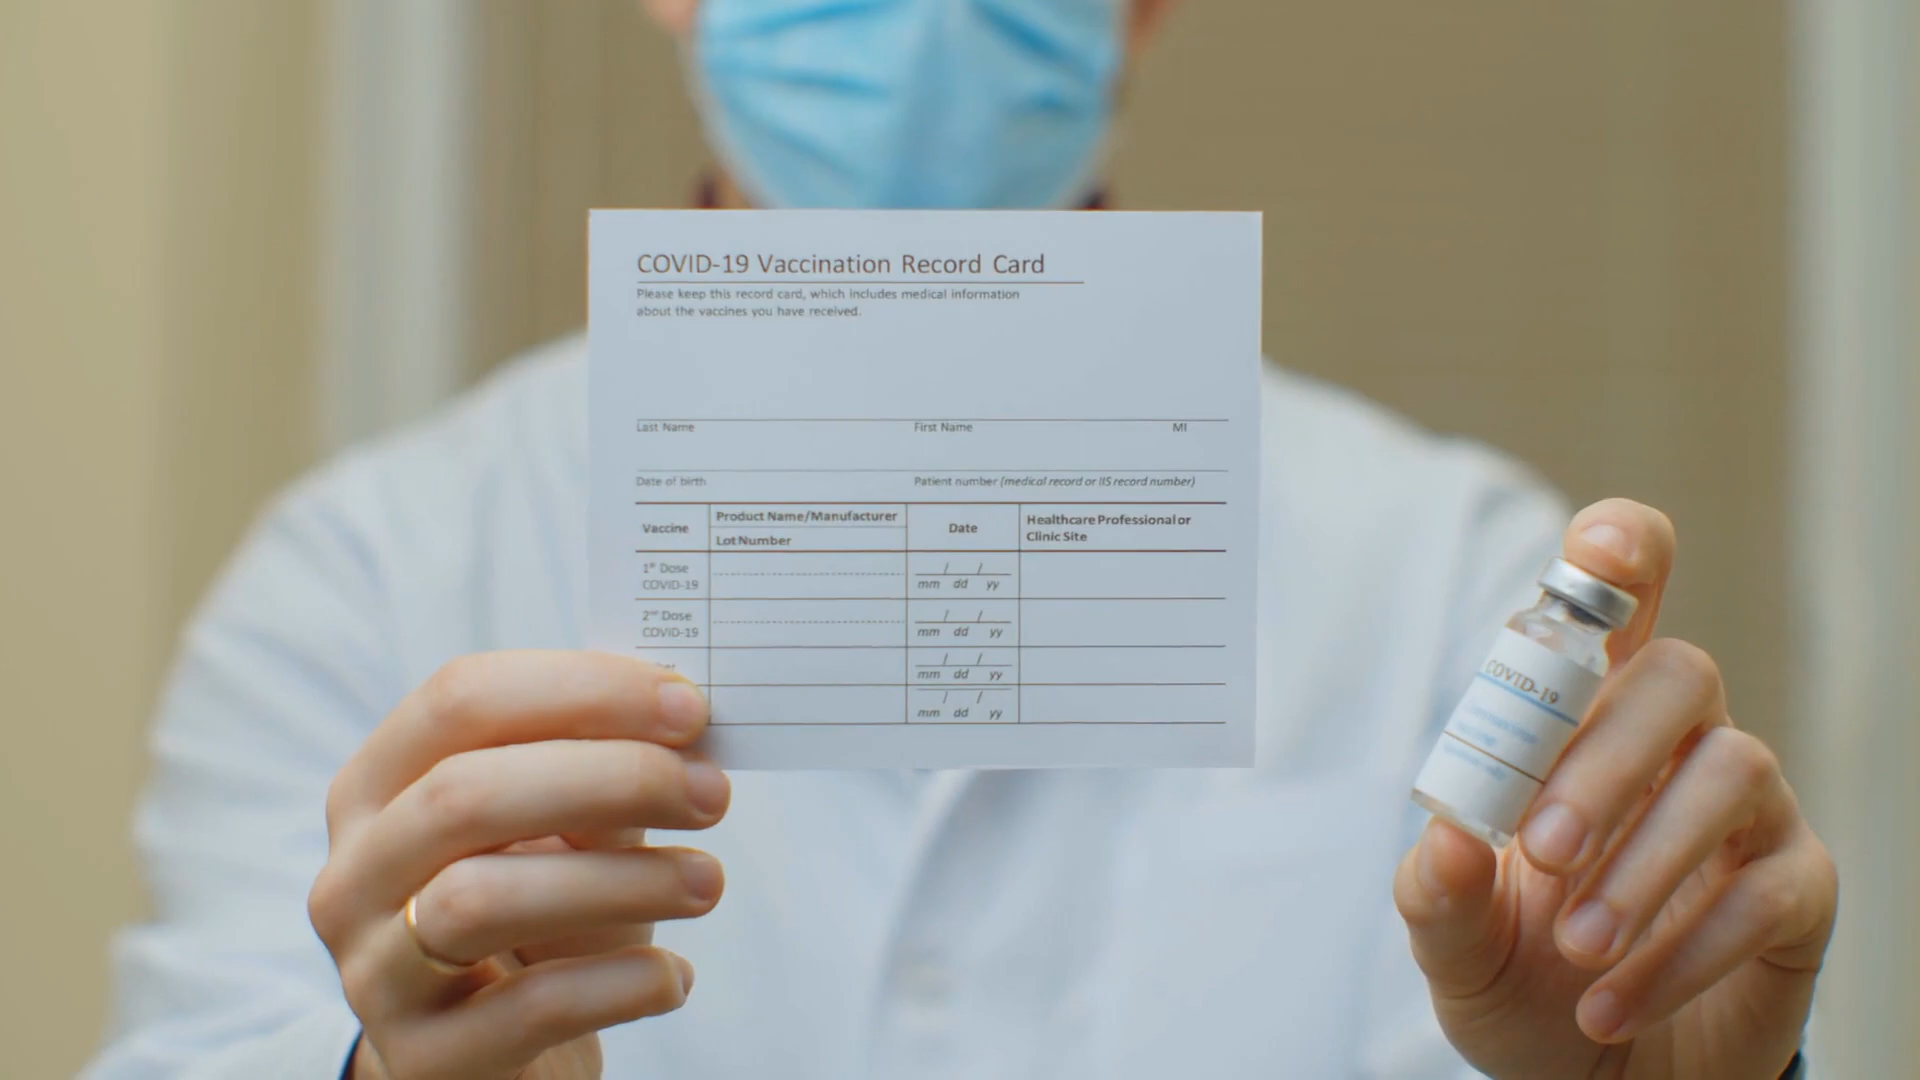 COVID-19 Vaccination Record Card
Please keep this record card, which includes medical information
about the vaccines you have received.
Last Name First Name MI
Date of birth Patient number (medical record or IIS record number)
Vaccine Product Name/Manufacturer Date Healthcare Professional or
Lot Number Clinic Site
1st Dose / /
COVID-19 mm dd yy
2nd Dose / /
COVID-19 mm dd yy
/ /
mm dd yy
/ /
mm dd yy
COVID-19